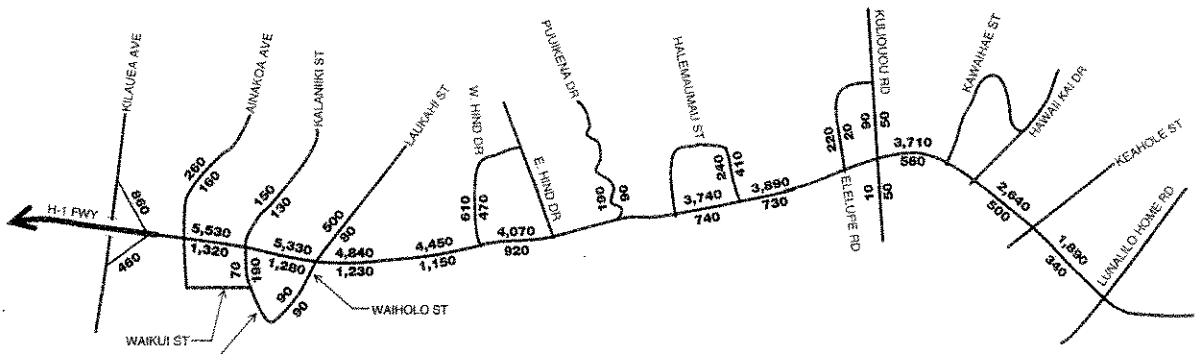 KILAUEA AVE
AINAKOA AVE
KALANIIKI ST
LAUKAHI ST
W. HIND DR
E. HIND DR
PUUIKENA DR
HALEMAUMAU ST
KULIOUOU RD
KAWAIHAE ST
HAWAII KAI DR
KEAHOLE ST
LUNALILO HOME RD
ELELUPE RD
H-1 FWY
860
460
260
160
5,530
1,320
150
130
70
190
5,330
1,280
500
80
90
90
4,840
1,230
4,450
1,150
610
470
4,070
920
190
90
3,740
740
240
410
3,890
730
220
20
90
50
10
50
3,710
580
2,640
500
1,890
340
WAIHOLO ST
WAIKUI ST